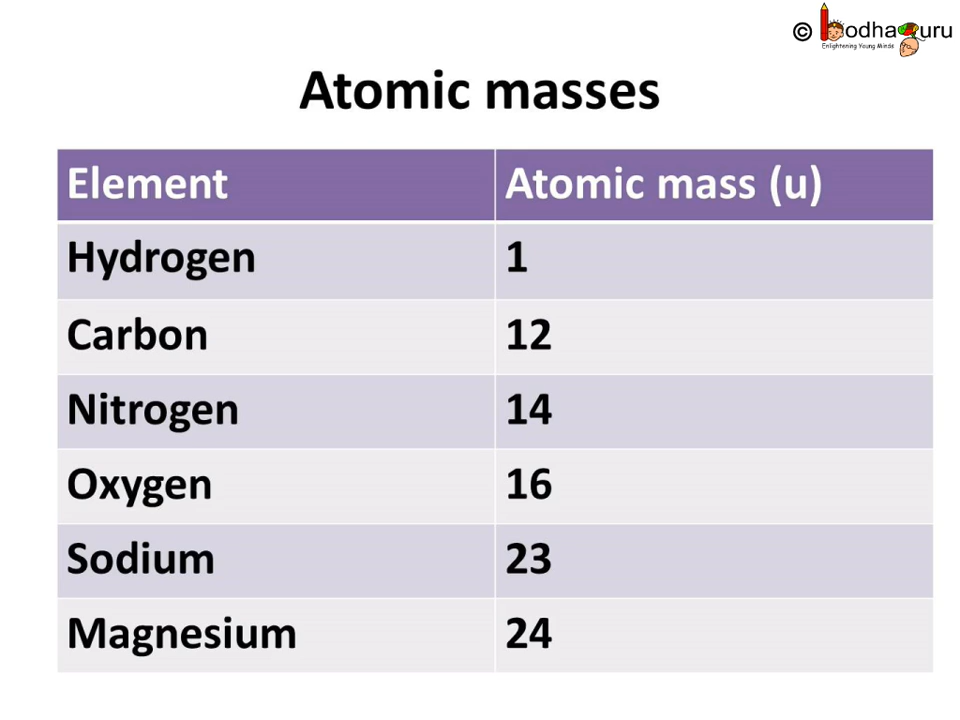 © BodhaGuru
Enlightening Young Minds
Atomic masses
Element Atomic mass (u)
Hydrogen 1
Carbon 12
Nitrogen 14
Oxygen 16
Sodium 23
Magnesium 24